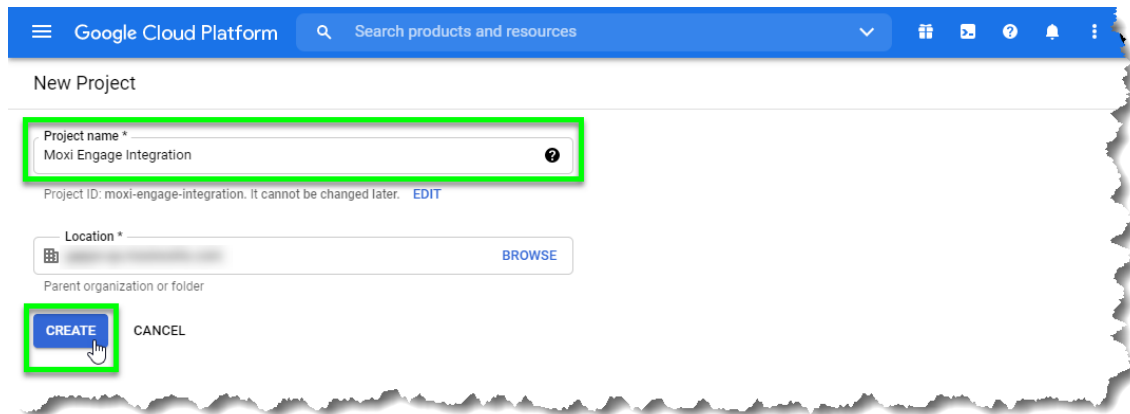 Google Cloud Platform Search products and resources
New Project
Project name *
Moxi Engage Integration
Project ID: moxi-engage-integration. It cannot be changed later. EDIT
Location *
BROWSE
Parent organization or folder
CREATE CANCEL